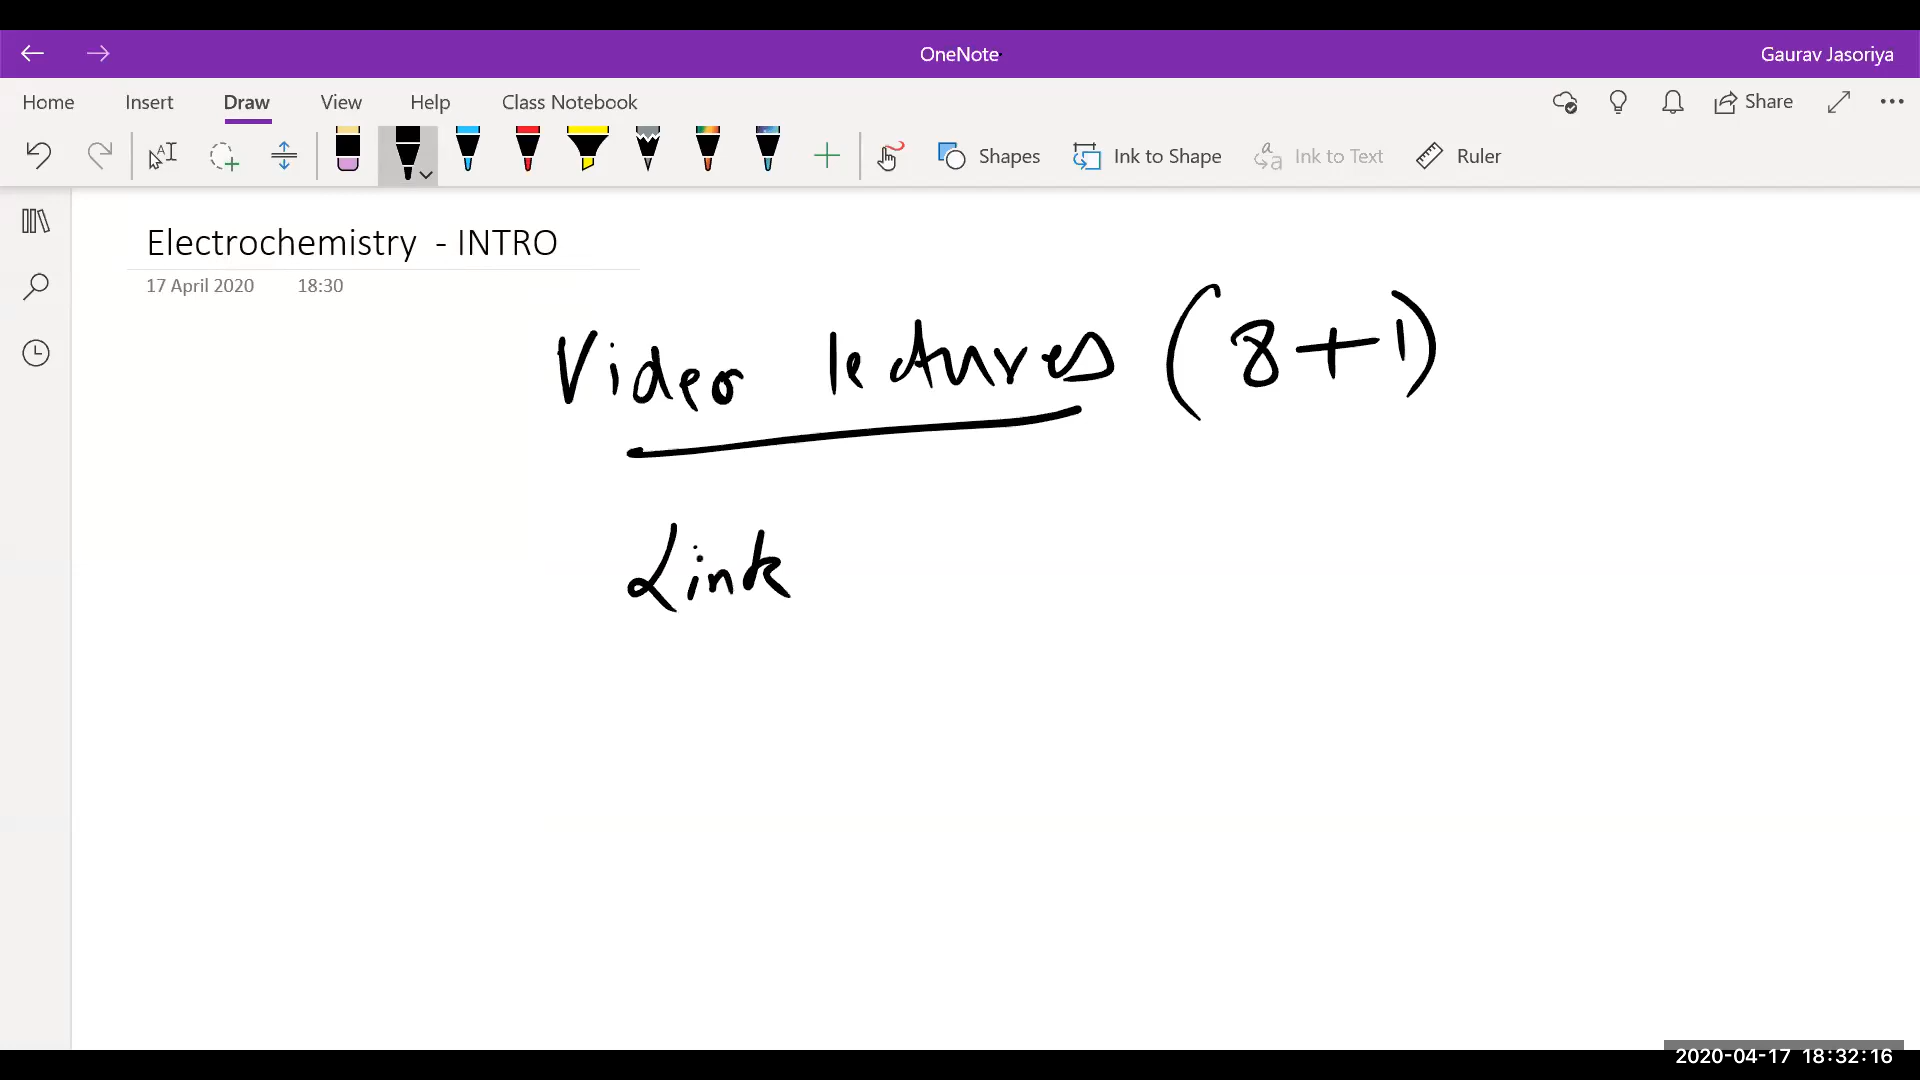 OneNote
Gaurav Jasoriya
Home Insert Draw View Help Class Notebook Share
Shapes Ink to Shape Ink to Text Ruler
Electrochemistry - INTRO
17 April 2020 18:30
Video lectures (8+1)
Link
2020-04-17 18:32:16